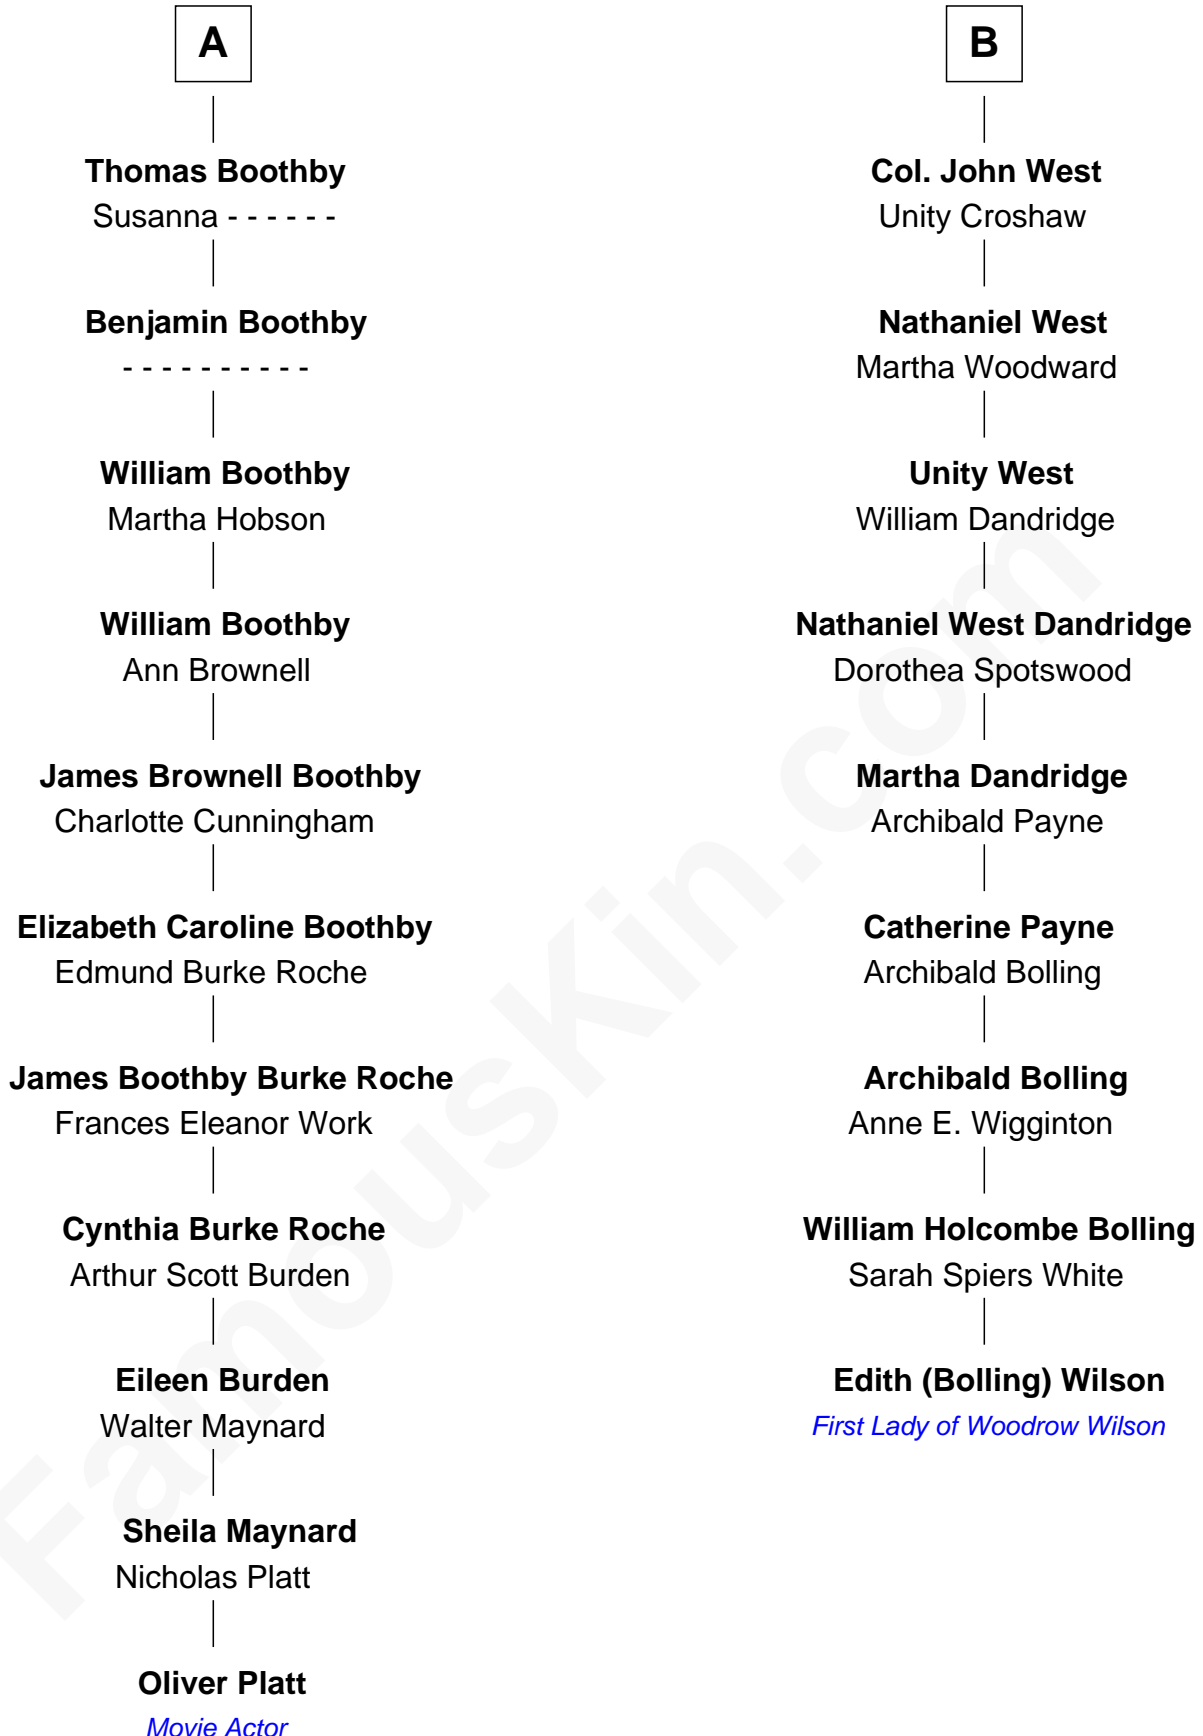 A
Thomas Boothby
Susanna - - - - - -
Benjamin Boothby
- - - - - - - - - -
William Boothby
Martha Hobson
William Boothby
Ann Brownell
James Brownell Boothby
Charlotte Cunningham
Elizabeth Caroline Boothby
Edmund Burke Roche
James Boothby Burke Roche
Frances Eleanor Work
Cynthia Burke Roche
Arthur Scott Burden
Eileen Burden
Walter Maynard
Sheila Maynard
Nicholas Platt
Oliver Platt
Movie Actor
B
Col. John West
Unity Croshaw
Nathaniel West
Martha Woodward
Unity West
William Dandridge
Nathaniel West Dandridge
Dorothea Spotswood
Martha Dandridge
Archibald Payne
Catherine Payne
Archibald Bolling
Archibald Bolling
Anne E. Wigginton
William Holcombe Bolling
Sarah Spiers White
Edith (Bolling) Wilson
First Lady of Woodrow Wilson
FamousKin.com